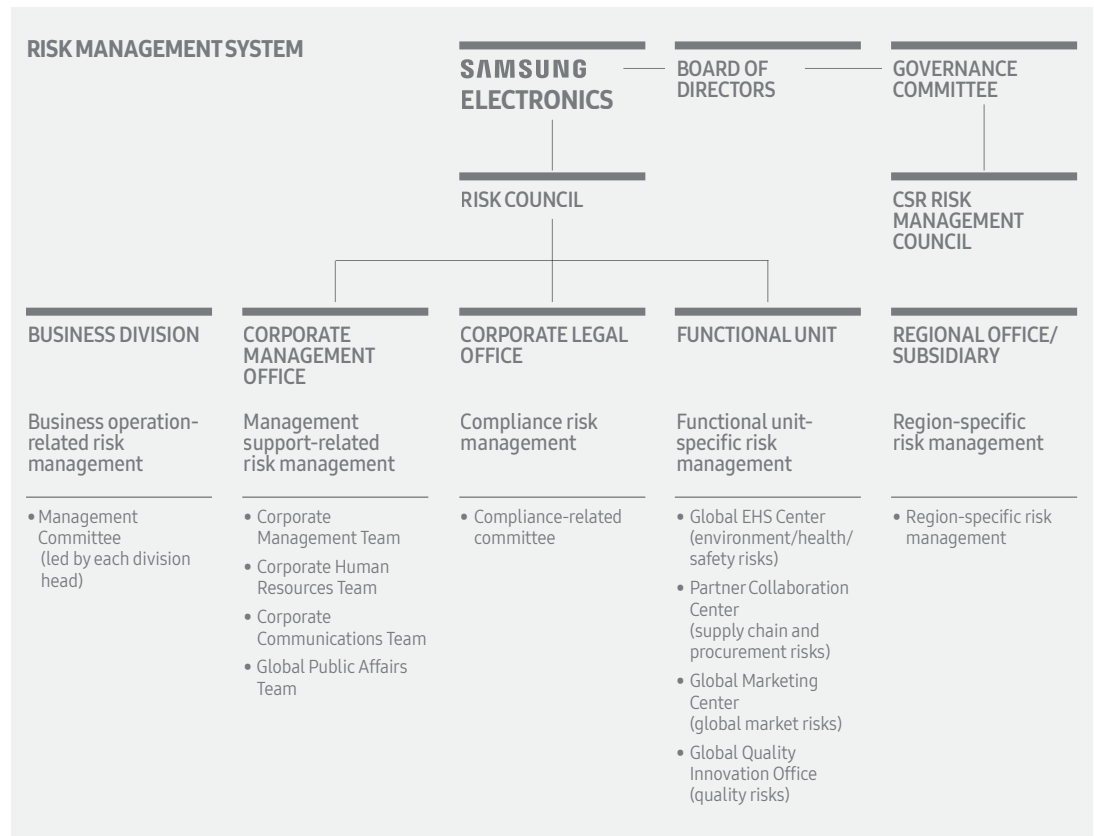 RISK MANAGEMENT SYSTEM
SAMSUNG
ELECTRONICS
BOARD OF
DIRECTORS
GOVERNANCE
COMMITTEE
RISK COUNCIL
CSR RISK
MANAGEMENT
COUNCIL
BUSINESS DIVISION
Business operation-
related risk
management
• Management
Committee
(led by each division
head)
CORPORATE
MANAGEMENT
OFFICE
Management
support-related
risk management
• Corporate
Management Team
• Corporate Human
Resources Team
• Corporate
Communications Team
• Global Public Affairs
Team
CORPORATE LEGAL
OFFICE
Compliance risk
management
• Compliance-related
committee
FUNCTIONAL UNIT
Functional unit-
specific risk
management
• Global EHS Center
(environment/health/
safety risks)
• Partner Collaboration
Center
(supply chain and
procurement risks)
• Global Marketing
Center
(global market risks)
• Global Quality
Innovation Office
(quality risks)
REGIONAL OFFICE/
SUBSIDIARY
Region-specific
risk management
• Region-specific risk
management